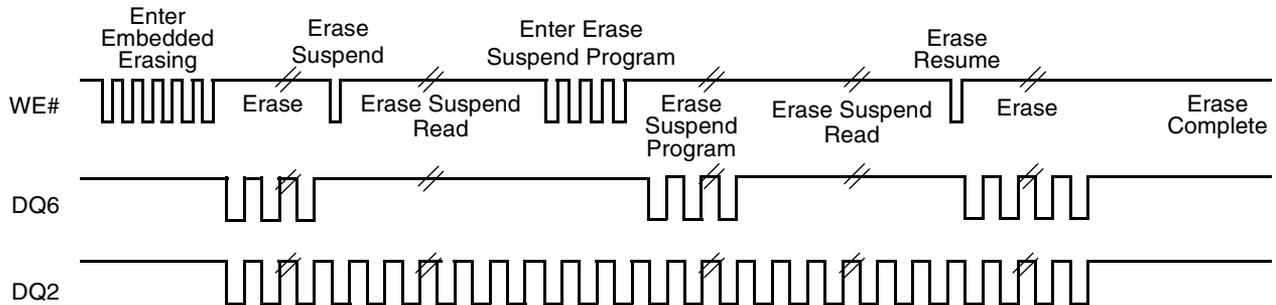 Enter
Embedded
Erasing
Erase
Suspend
Enter Erase
Suspend Program
Erase
Resume
WE#
Erase
Erase Suspend
Read
Erase
Suspend
Program
Erase Suspend
Read
Erase
Erase
Complete
DQ6
DQ2